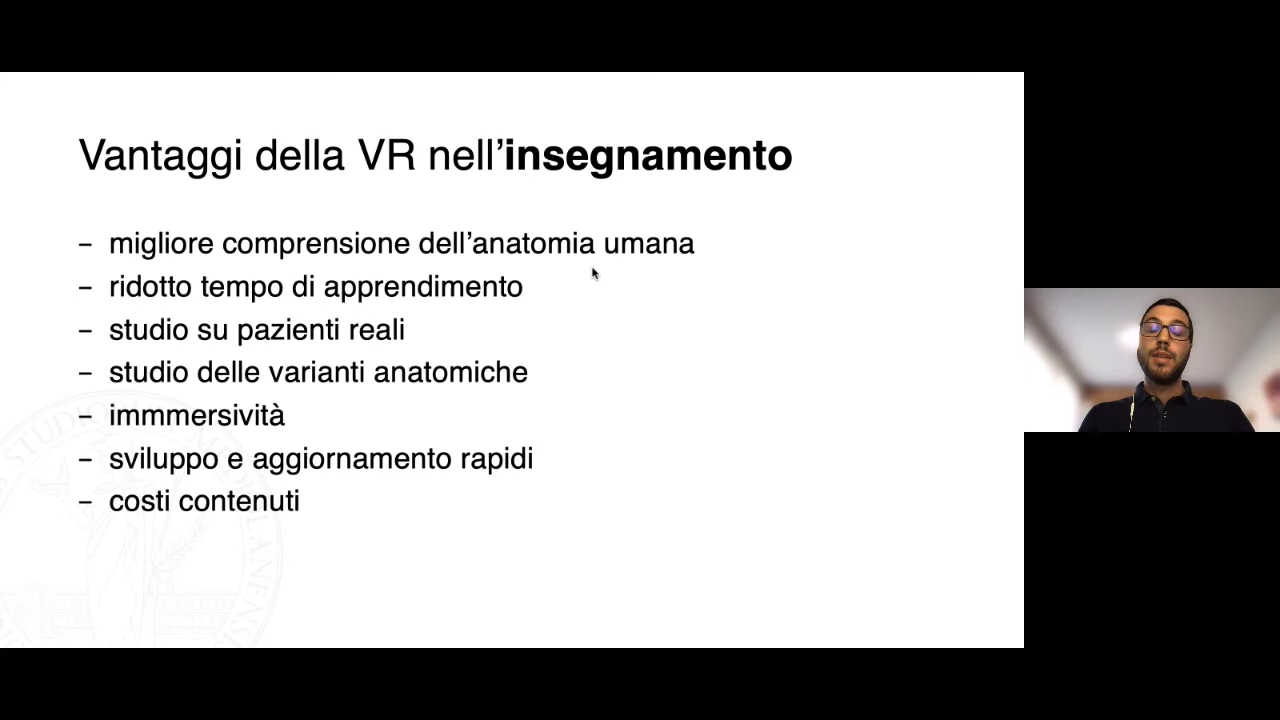 Vantaggi della VR nell’insegnamento
– migliore comprensione dell’anatomia umana
– ridotto tempo di apprendimento
– studio su pazienti reali
– studio delle varianti anatomiche
– immmersività
– sviluppo e aggiornamento rapidi
– costi contenuti